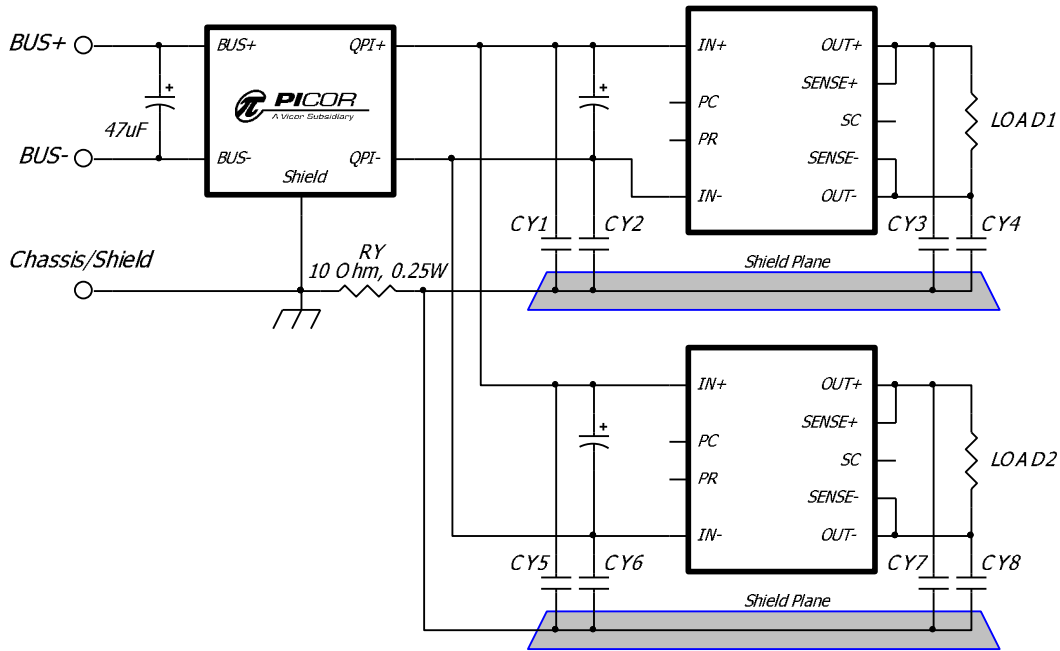 BUS+
BUS-
47uF
+
BUS+
QPI+
π PICOR
A Vicor Subsidiary
BUS-
QPI-
Shield
Chassis/Shield
RY
10 Ohm, 0.25W
+
IN+
OUT+
SENSE+
PC
SC
PR
SENSE-
IN-
OUT-
LOAD1
CY1
CY2
CY3
CY4
Shield Plane
+
IN+
OUT+
SENSE+
PC
SC
PR
SENSE-
IN-
OUT-
LOAD2
CY5
CY6
CY7
CY8
Shield Plane